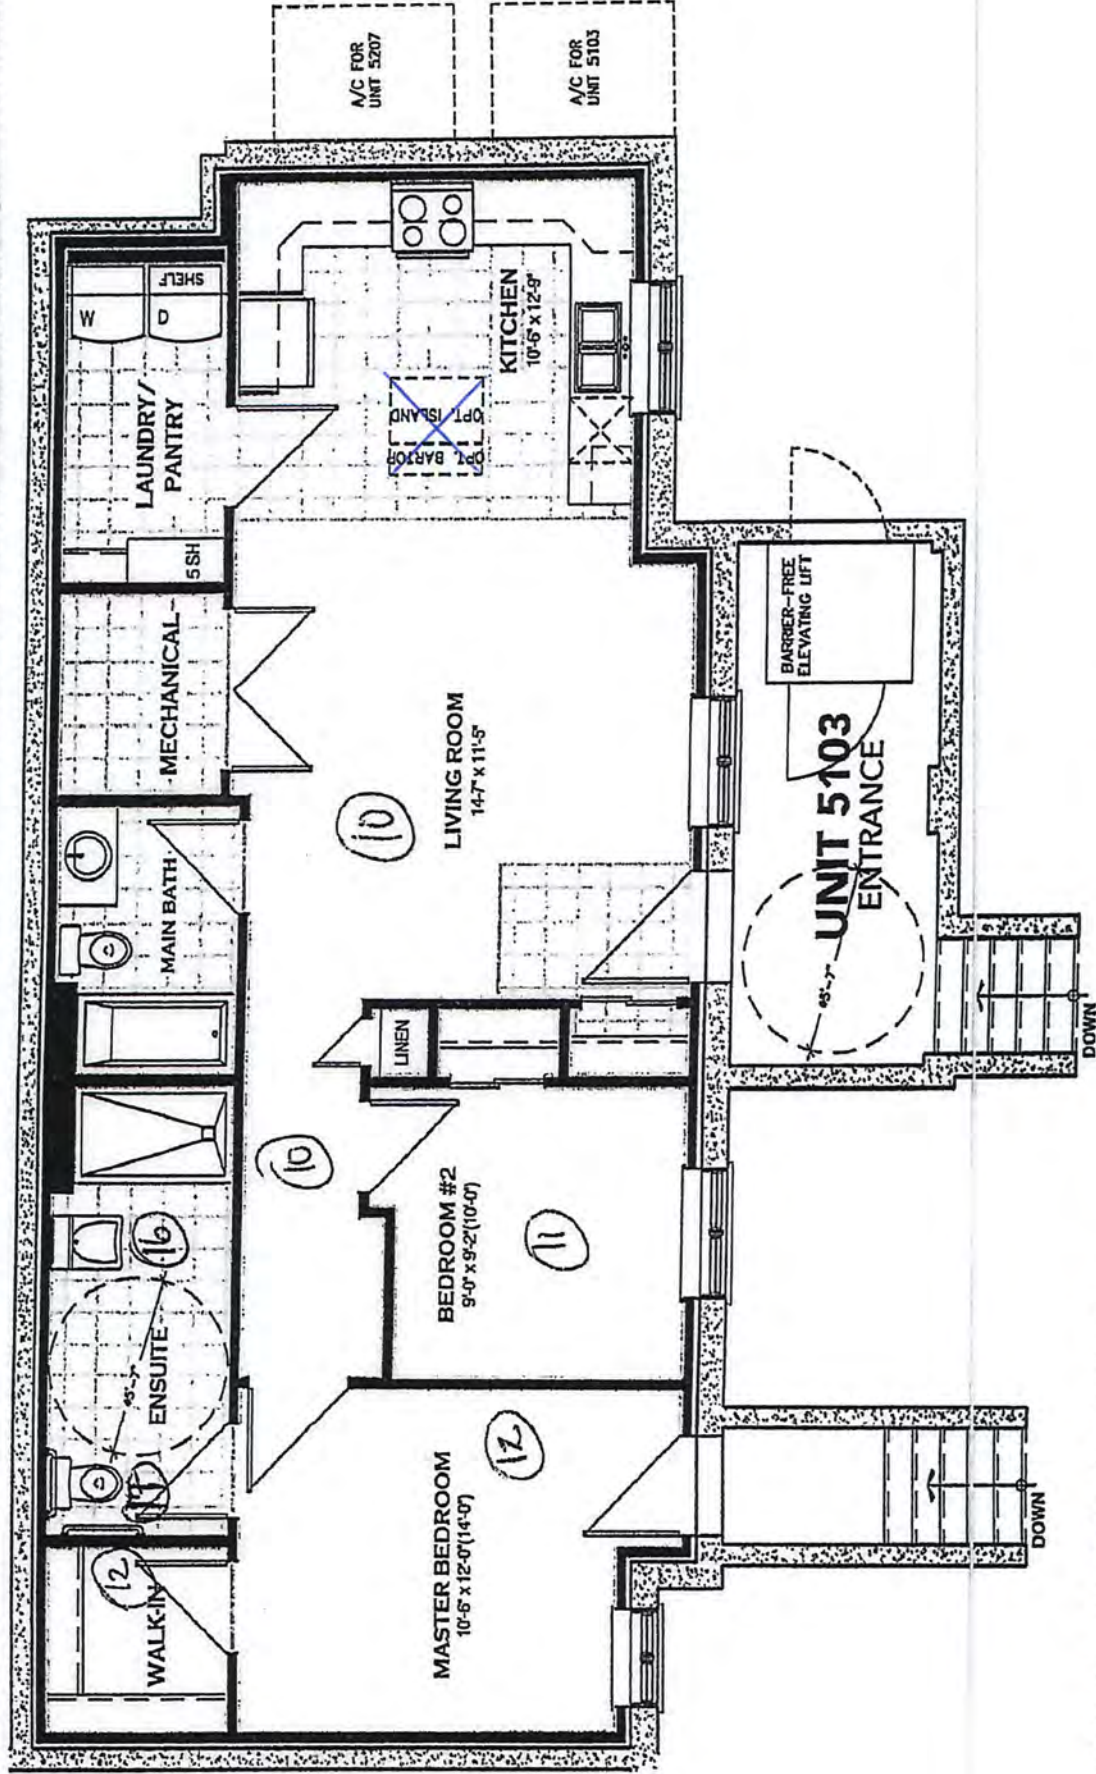 A/C FOR
UNIT 5207
A/C FOR
UNIT 5103
W
D
SHELF
LAUNDRY/
PANTRY
5SH
KITCHEN
10'-6" x 12'-9"
OPT. ISLAND
OPT. BARTOP
MECHANICAL
BARRIER-FREE
ELEVATING LIFT
LIVING ROOM
14'-7" x 11'-5"
10
UNIT 5103
ENTRANCE
MAIN BATH
LINEN
DOWN
10
BEDROOM #2
9'-0" x 9'-2"(10'-0")
11
16
ENSUITE
MASTER BEDROOM
10'-6" x 12'-0"(14'-0")
12
WALK-IN
12
DOWN